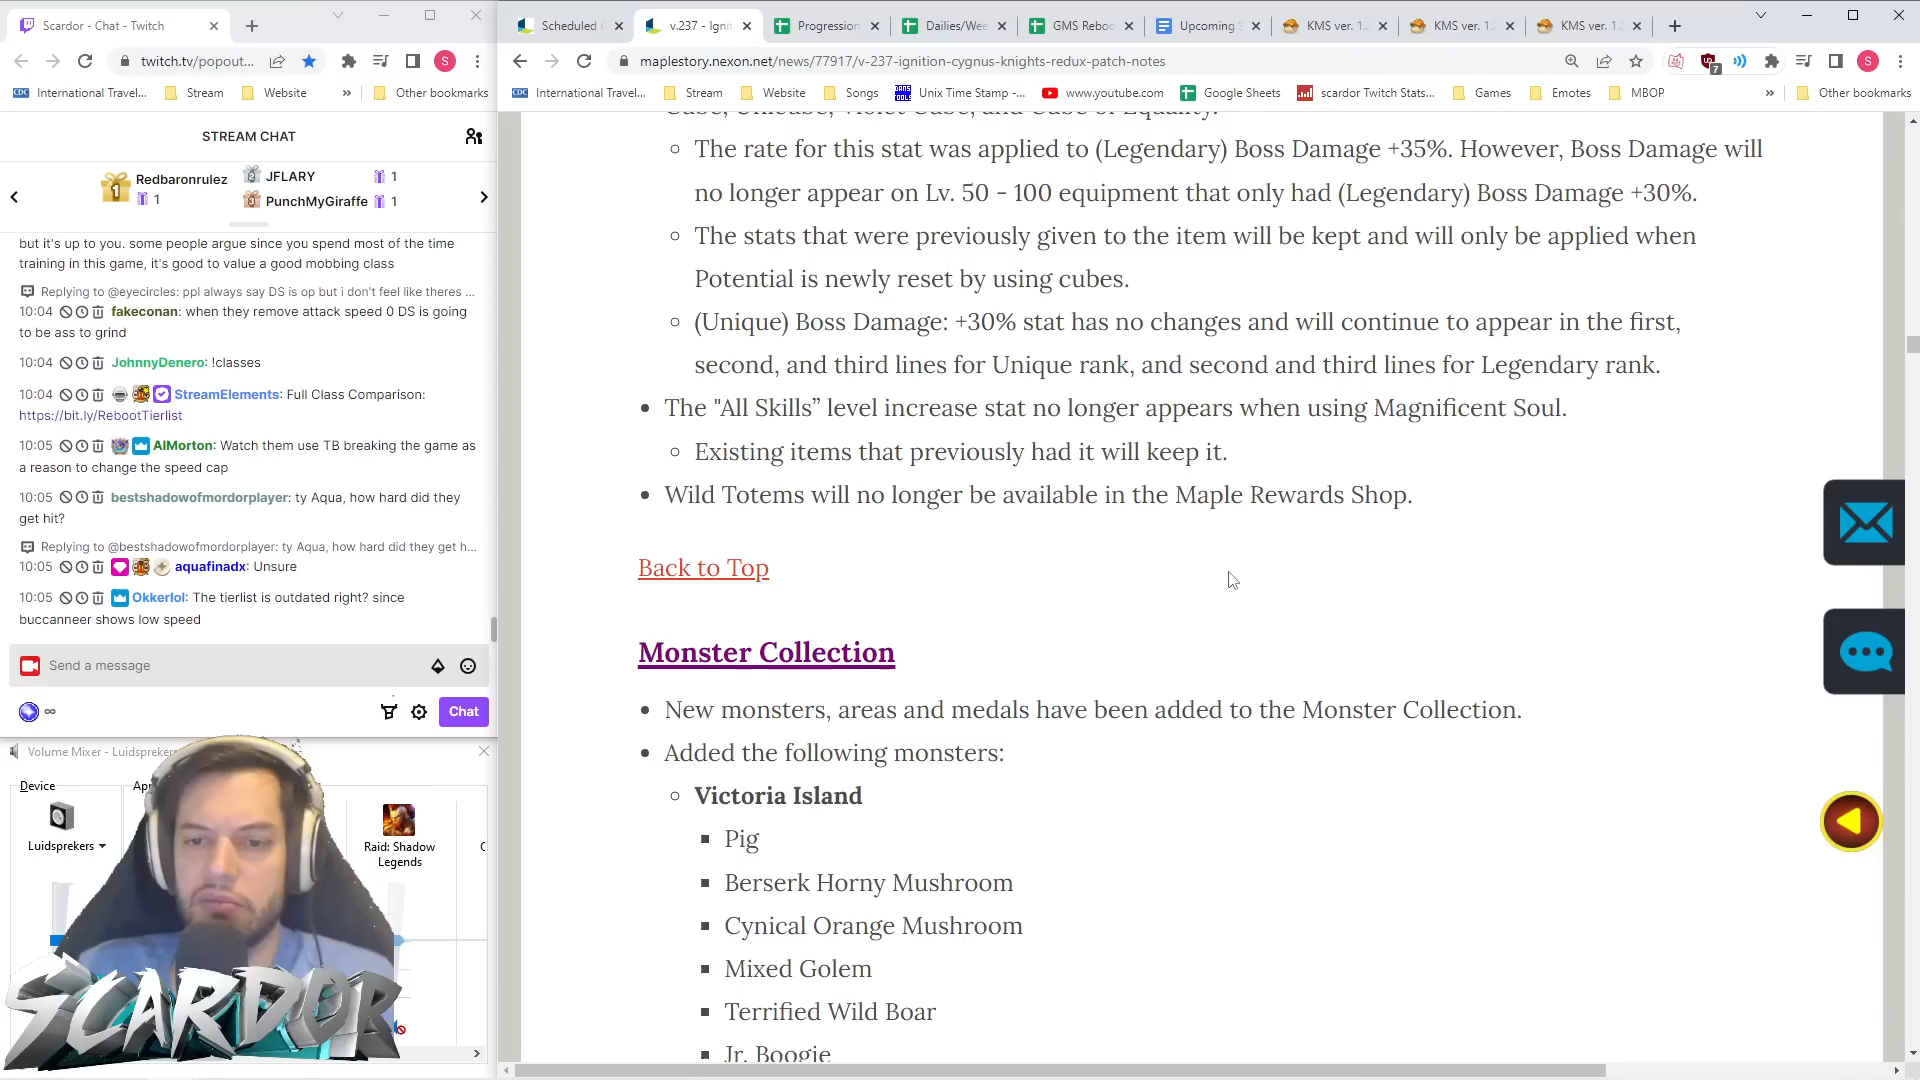 Scardor - Chat - Twitch
twitch.tv/popout...
International Travel...
Stream
Website
Other bookmarks
STREAM CHAT
Redbaronrulez
1
1
JFLARY 1
PunchMyGiraffe 1
but it's up to you. some people argue since you spend most of the time
training in this game, it's good to value a good mobbing class
Replying to @eyecircles: ppl always say DS is op but i don't feel like theres ...
10:04 fakeconan: when they remove attack speed 0 DS is going
to be ass to grind
10:04 JohnnyDenero: !classes
10:04 StreamElements: Full Class Comparison:
https://bit.ly/RebootTierlist
10:05 AlMorton: Watch them use TB breaking the game as
a reason to change the speed cap
10:05 bestshadowofmordorplayer: ty Aqua, how hard did they
get hit?
Replying to @bestshadowofmordorplayer: ty Aqua, how hard did they get h...
10:05 aquafinadx: Unsure
10:05 Okkerlol: The tierlist is outdated right? since
buccanneer shows low speed
Send a message
∞
Chat
Volume Mixer - Luidspreker
Device
App
Luidsprekers
Raid: Shadow
Legends
SCARDOR
Scheduled
v.237 - Ignit
Progression
Dailies/Wee
GMS Reboo
Upcoming S
KMS ver. 1.2
KMS ver. 1.2
KMS ver. 1.2
maplestory.nexon.net/news/77917/v-237-ignition-cygnus-knights-redux-patch-notes
7
S
International Travel...
Stream
Website
Songs
Unix Time Stamp -...
www.youtube.com
Google Sheets
scardor Twitch Stats...
Games
Emotes
MBOP
Other bookmarks
Cube, Unicube, Violet Cube, and Cube of Equality.
The rate for this stat was applied to (Legendary) Boss Damage +35%. However, Boss Damage will
no longer appear on Lv. 50 - 100 equipment that only had (Legendary) Boss Damage +30%.
The stats that were previously given to the item will be kept and will only be applied when
Potential is newly reset by using cubes.
(Unique) Boss Damage: +30% stat has no changes and will continue to appear in the first,
second, and third lines for Unique rank, and second and third lines for Legendary rank.
The "All Skills” level increase stat no longer appears when using Magnificent Soul.
Existing items that previously had it will keep it.
Wild Totems will no longer be available in the Maple Rewards Shop.
Back to Top
Monster Collection
New monsters, areas and medals have been added to the Monster Collection.
Added the following monsters:
Victoria Island
Pig
Berserk Horny Mushroom
Cynical Orange Mushroom
Mixed Golem
Terrified Wild Boar
Jr. Boogie